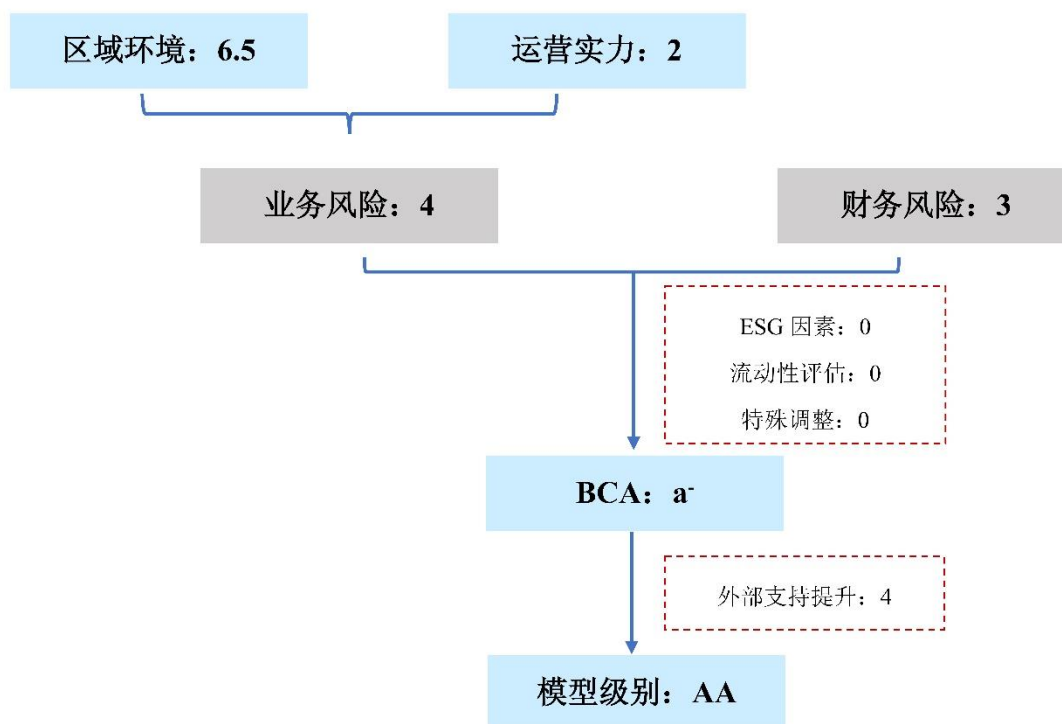 区域环境：6.5
运营实力：2
业务风险：4
财务风险：3
ESG 因素：0
流动性评估：0
特殊调整：0
BCA：a-
外部支持提升：4
模型级别：AA